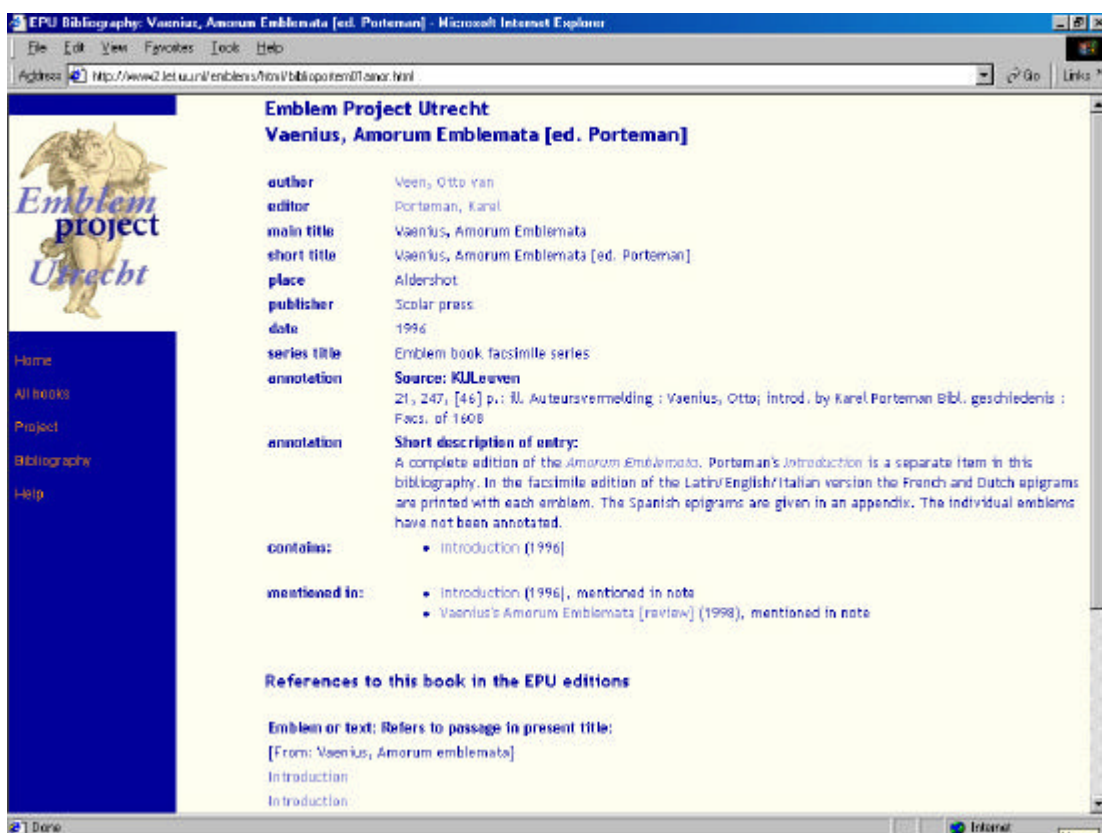 EPU Bibliography: Vaenius, Amorum Emblemata [ed. Porteman] - Microsoft Internet Explorer
File Edit View Favorites Tools Help
Address http://www2.let.uu.nl/emblems/html/biblioportem01amor.html Go Links
Emblem Project Utrecht
Vaenius, Amorum Emblemata [ed. Porteman]
Emblem
project
Utrecht
Home
All books
Project
Bibliography
Help
author Veen, Otto van
editor Porteman, Karel
main title Vaenius, Amorum Emblemata
short title Vaenius, Amorum Emblemata [ed. Porteman]
place Aldershot
publisher Scolar press
date 1996
series title Emblem book facsimile series
annotation Source: KULeuven
21, 247, [46] p.: ill. Auteursvermelding : Vaenius, Otto; introd. by Karel Porteman Bibl. geschiedenis :
Facs. of 1608
annotation Short description of entry:
A complete edition of the Amorum Emblemata. Porteman's Introduction is a separate item in this
bibliography. In the facsimile edition of the Latin/English/Italian version the French and Dutch epigrams
are printed with each emblem. The Spanish epigrams are given in an appendix. The individual emblems
have not been annotated.
contains: • Introduction (1996)
mentioned in: • Introduction (1996), mentioned in note
• Vaenius's Amorum Emblemata [review] (1998), mentioned in note
References to this book in the EPU editions
Emblem or text: Refers to passage in present title:
[From: Vaenius, Amorum emblemata]
Introduction
Introduction
Done Internet